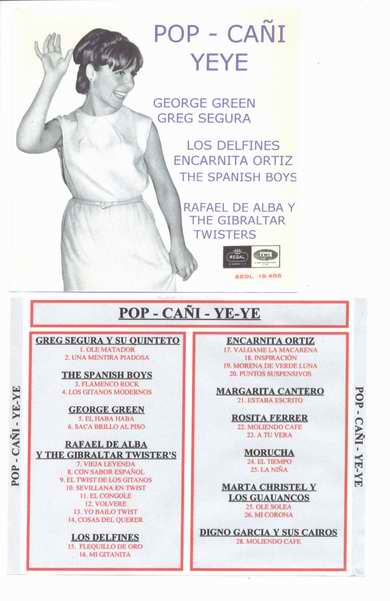 POP - CAÑI
YEYE
GEORGE GREEN
GREG SEGURA
LOS DELFINES
ENCARNITA ORTIZ
THE SPANISH BOYS
RAFAEL DE ALBA Y
THE GIBRALTAR
TWISTERS
REGAL
EMI
SEDL 19.405
POP - CAÑI - YE-YE
POP - CAÑI - YE-YE
GREG SEGURA Y SU QUINTETO
1. OLE MATADOR
2. UNA MENTIRA PIADOSA
THE SPANISH BOYS
3. FLAMENCO ROCK
4. LOS GITANOS MODERNOS
GEORGE GREEN
5. EL HABA HABA
6. SACA BRILLO AL PISO
RAFAEL DE ALBA
Y THE GIBRALTAR TWISTER'S
7. VIEJA LEYENDA
8. CON SABOR ESPAÑOL
9. EL TWIST DE LOS GITANOS
10. SEVILLANA EN TWIST
11. EL CONGOLE
12. VOLVERE
13. YO BAILO TWIST
14. COSAS DEL QUERER
LOS DELFINES
15. FLEQUILLO DE ORO
16. MI GITANITA
ENCARNITA ORTIZ
17. VALGAME LA MACARENA
18. INSPIRACIÓN
19. MORENA DE VERDE LUNA
20. PUNTOS SUSPENSIVOS
MARGARITA CANTERO
21. ESTABA ESCRITO
ROSITA FERRER
22. MOLIENDO CAFE
23. A TU VERA
MORUCHA
24. EL TIEMPO
25. LA NIÑA
MARTA CHRISTEL Y
LOS GUAUANCOS
25. OLE SOLEA
26. MI CORONA
DIGNO GARCIA Y SUS CAIROS
28. MOLIENDO CAFE
POP - CAÑI - YE-YE